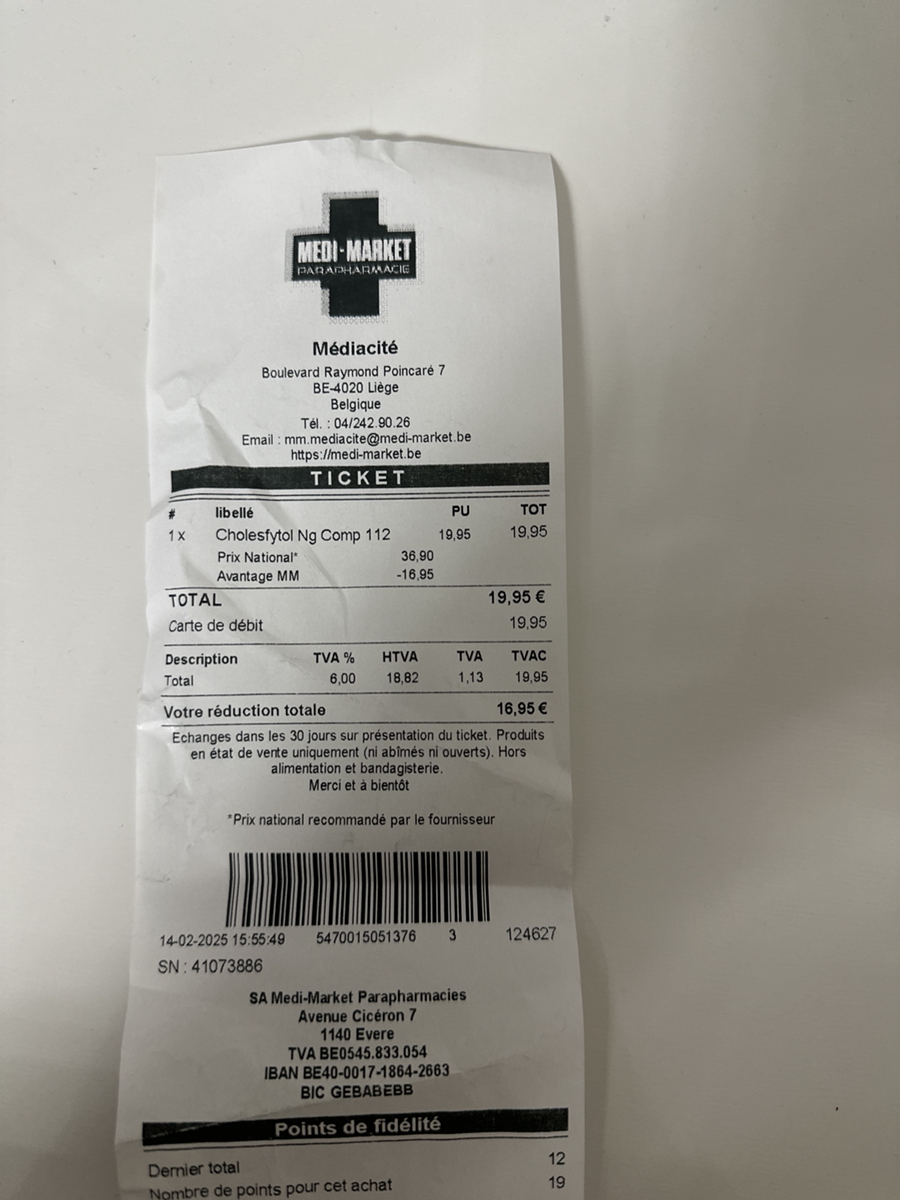 MEDI-MARKET
PARAPHARMACIE
Médiacité
Boulevard Raymond Poincaré 7
BE-4020 Liège
Belgique
Tél. : 04/242.90.26
Email : mm.mediacite@medi-market.be
https://medi-market.be
TICKET
# libellé PU TOT
1 x Cholesfytol Ng Comp 112 19,95 19,95
Prix National* 36,90
Avantage MM -16,95
TOTAL 19,95 €
Carte de débit 19,95
Description TVA % HTVA TVA TVAC
Total 6,00 18,82 1,13 19,95
Votre réduction totale 16,95 €
Echanges dans les 30 jours sur présentation du ticket. Produits
en état de vente uniquement (ni abîmés ni ouverts). Hors
alimentation et bandagisterie.
Merci et à bientôt
*Prix national recommandé par le fournisseur
14-02-2025 15:55:49 5470015051376 3 124627
SN : 41073886
SA Medi-Market Parapharmacies
Avenue Cicéron 7
1140 Evere
TVA BE0545.833.054
IBAN BE40-0017-1864-2663
BIC GEBABEBB
Points de fidélité
Dernier total 12
Nombre de points pour cet achat 19